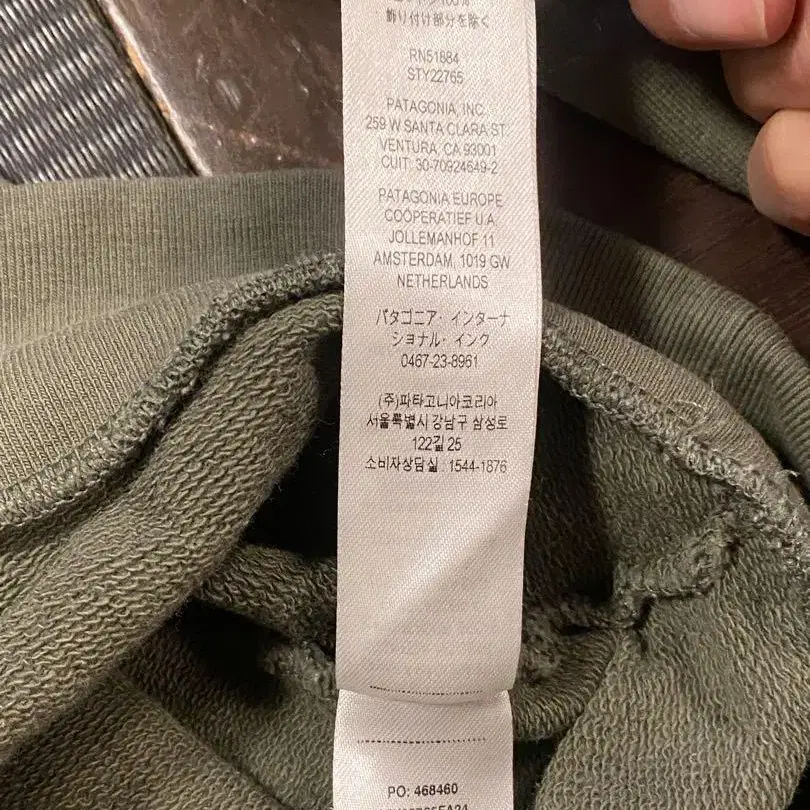 飾り付け部分を除く
RN51884
STY22765
PATAGONIA, INC.
259 W SANTA CLARA ST
VENTURA, CA 93001
CUIT: 30-70924649-2
PATAGONIA EUROPE
COÖPERATIEF U.A.
JOLLEMANHOF 11
AMSTERDAM, 1019 GW
NETHERLANDS
パタゴニア・インターナ
ショナル・インク
0467-23-8961
(주)파타고니아코리아
서울특별시 강남구 삼성로
122길 25
소비자상담실 : 1544-1876
PO: 468460